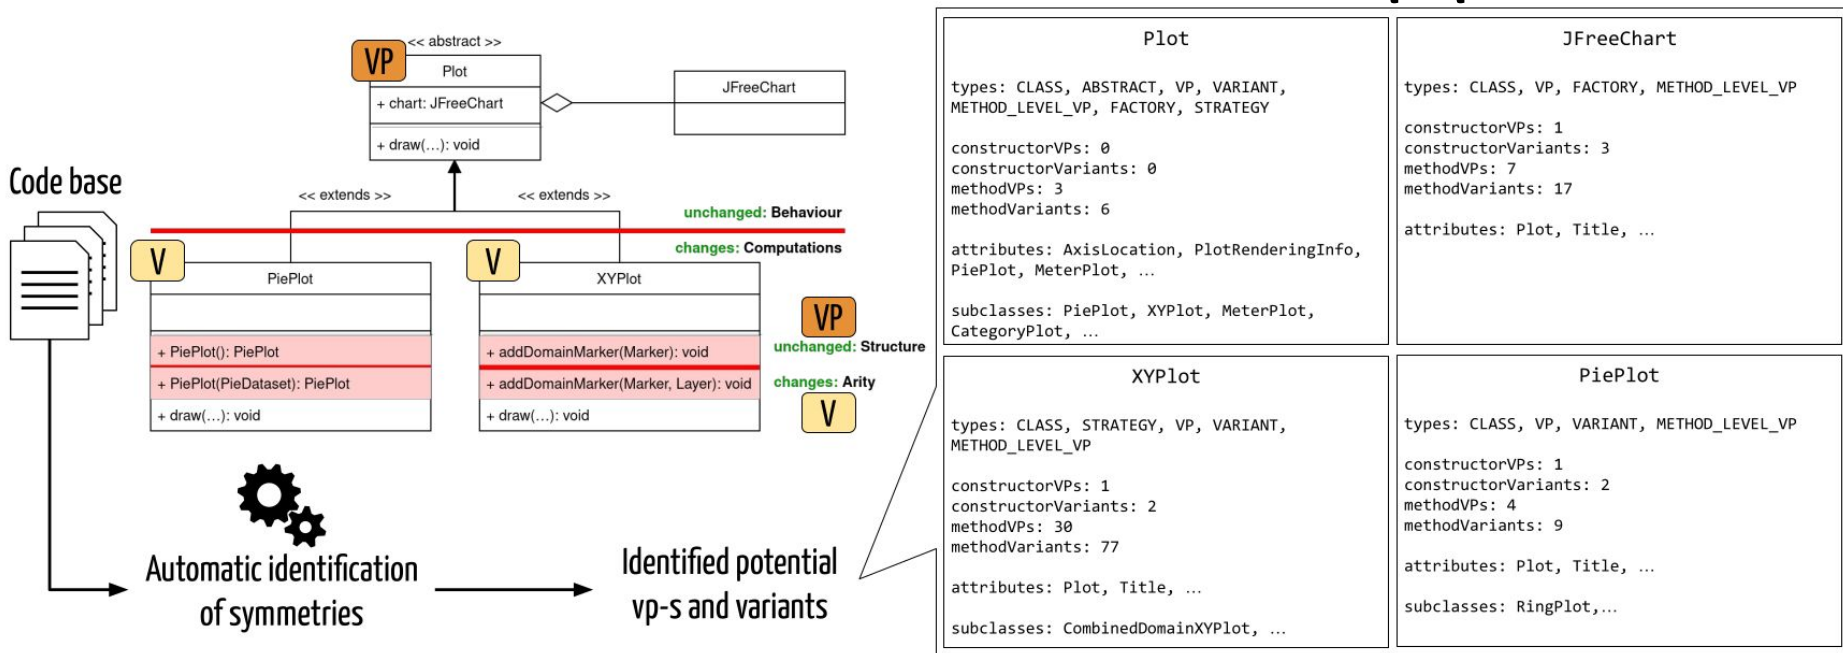 << abstract >>
VP
Plot
+ chart: JFreeChart
+ draw(…): void
JFreeChart
Code base
<< extends >>
<< extends >>
unchanged: Behaviour
changes: Computations
V
PiePlot
+ PiePlot(): PiePlot
+ PiePlot(PieDataset): PiePlot
+ draw(…): void
V
XYPlot
+ addDomainMarker(Marker): void
+ addDomainMarker(Marker, Layer): void
+ draw(…): void
VP
unchanged: Structure
changes: Arity
V
Automatic identification
of symmetries
Identified potential
vp-s and variants
Plot
types: CLASS, ABSTRACT, VP, VARIANT,
METHOD_LEVEL_VP, FACTORY, STRATEGY
constructorVPs: 0
constructorVariants: 0
methodVPs: 3
methodVariants: 6
attributes: AxisLocation, PlotRenderingInfo,
PiePlot, MeterPlot, …
subclasses: PiePlot, XYPlot, MeterPlot,
CategoryPlot, …
JFreeChart
types: CLASS, VP, FACTORY, METHOD_LEVEL_VP
constructorVPs: 1
constructorVariants: 3
methodVPs: 7
methodVariants: 17
attributes: Plot, Title, …
XYPlot
types: CLASS, STRATEGY, VP, VARIANT,
METHOD_LEVEL_VP
constructorVPs: 1
constructorVariants: 2
methodVPs: 30
methodVariants: 77
attributes: Plot, Title, …
subclasses: CombinedDomainXYPlot, …
PiePlot
types: CLASS, VP, VARIANT, METHOD_LEVEL_VP
constructorVPs: 1
constructorVariants: 2
methodVPs: 4
methodVariants: 9
attributes: Plot, Title, …
subclasses: RingPlot,…